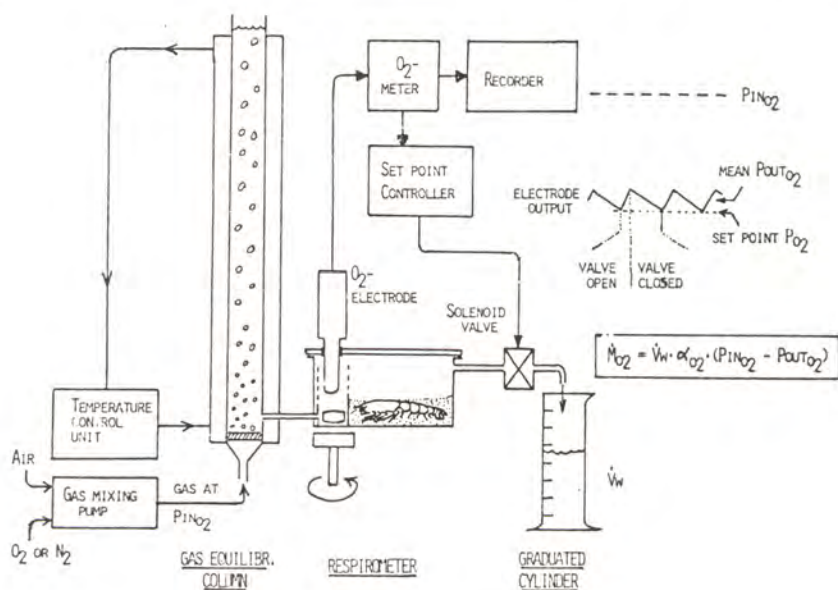 O2-
METER
RECORDER
PINO2
SET POINT
CONTROLLER
ELECTRODE
OUTPUT
MEAN POUTO2
SET POINT PO2
VALVE
OPEN
VALVE
CLOSED
O2-
ELECTRODE
SOLENOID
VALVE
ṀO2 = V̇W · αO2 · (PINO2 - POUTO2)
TEMPERATURE
CONTROL
UNIT
AIR
GAS MIXING
PUMP
GAS AT
PINO2
O2 OR N2
V̇W
GAS EQUILIBR.
COLUMN
RESPIROMETER
GRADUATED
CYLINDER